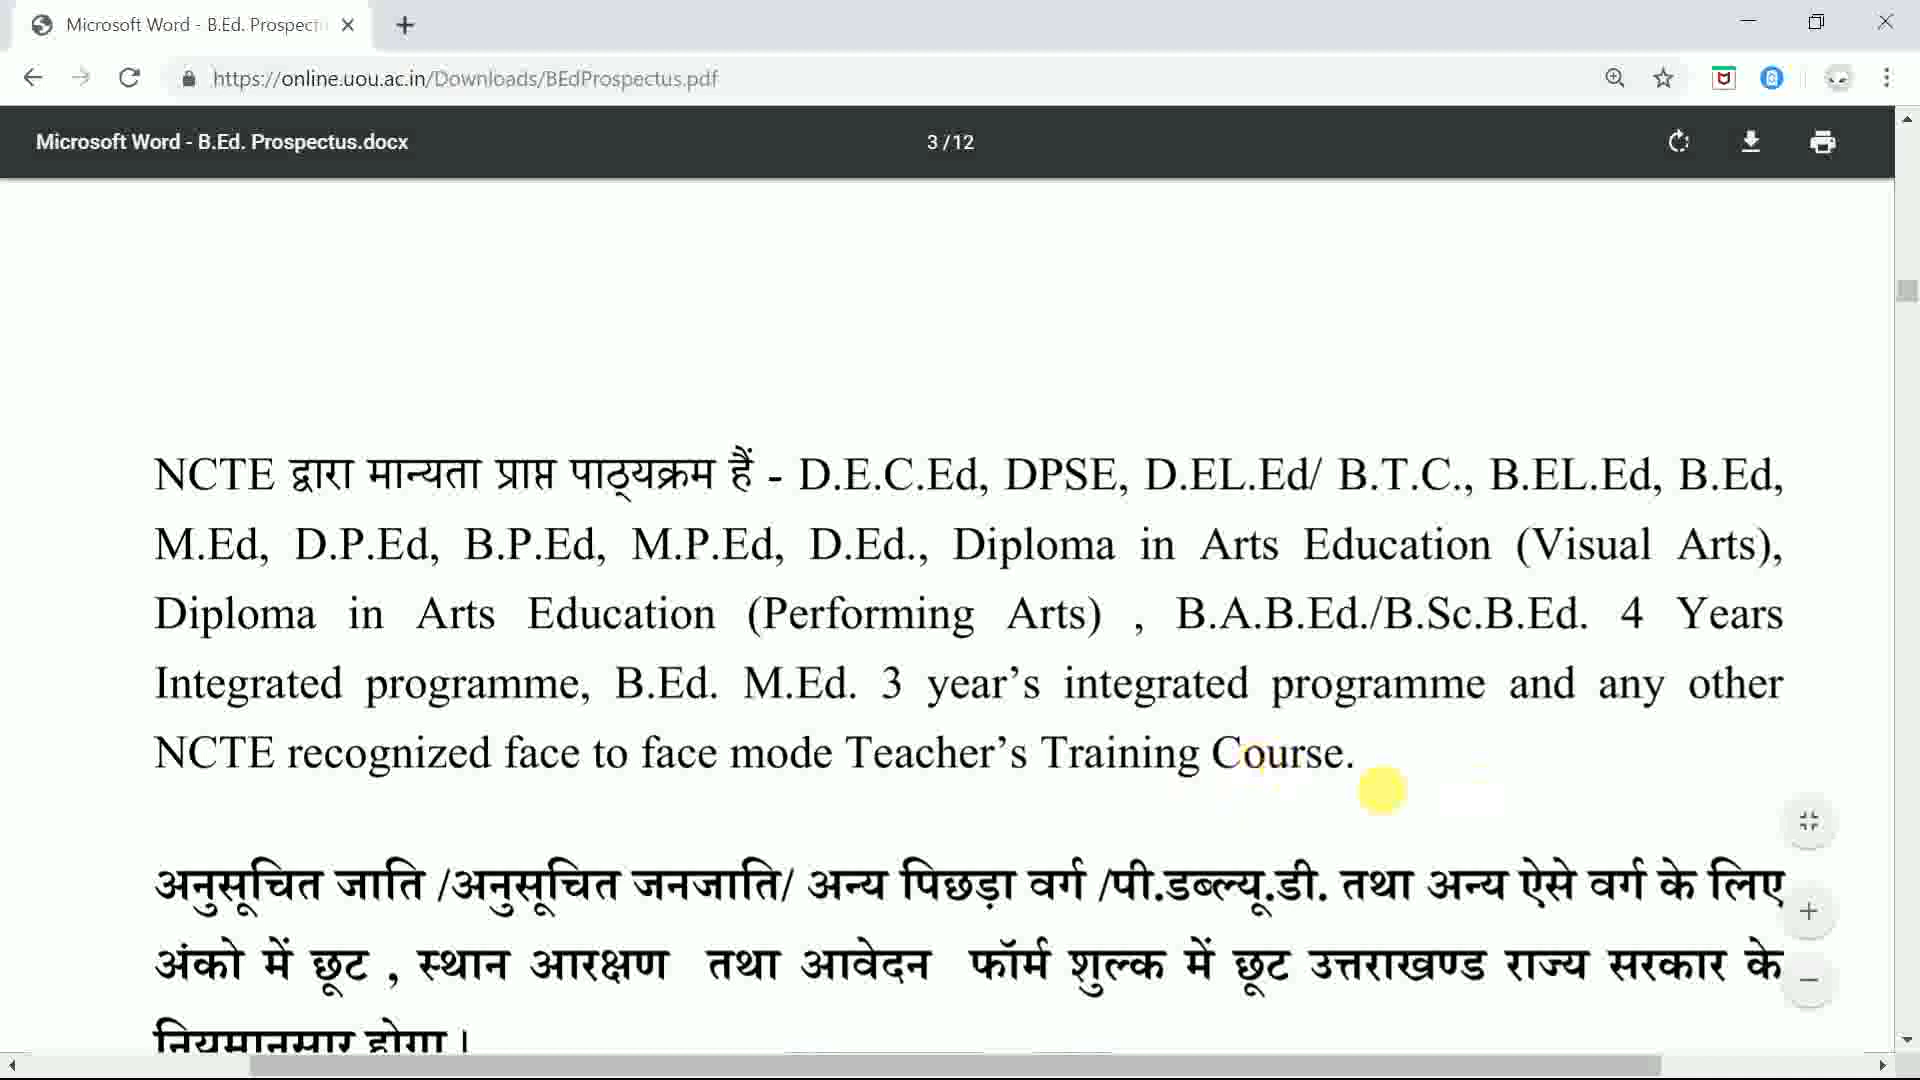 Microsoft Word - B.Ed. Prospect
https://online.uou.ac.in/Downloads/BEdProspectus.pdf
Microsoft Word - B.Ed. Prospectus.docx
3 / 12
NCTE द्वारा मान्यता प्राप्त पाठ्यक्रम हैं - D.E.C.Ed, DPSE, D.EL.Ed/ B.T.C., B.EL.Ed, B.Ed,
M.Ed, D.P.Ed, B.P.Ed, M.P.Ed, D.Ed., Diploma in Arts Education (Visual Arts),
Diploma in Arts Education (Performing Arts) , B.A.B.Ed./B.Sc.B.Ed. 4 Years
Integrated programme, B.Ed. M.Ed. 3 year’s integrated programme and any other
NCTE recognized face to face mode Teacher’s Training Course.
अनुसूचित जाति /अनुसूचित जनजाति/ अन्य पिछड़ा वर्ग /पी.डब्ल्यू.डी. तथा अन्य ऐसे वर्ग के लिए
अंको में छूट , स्थान आरक्षण तथा आवेदन फॉर्म शुल्क में छूट उत्तराखण्ड राज्य सरकार के
नियमानुसार होगा।